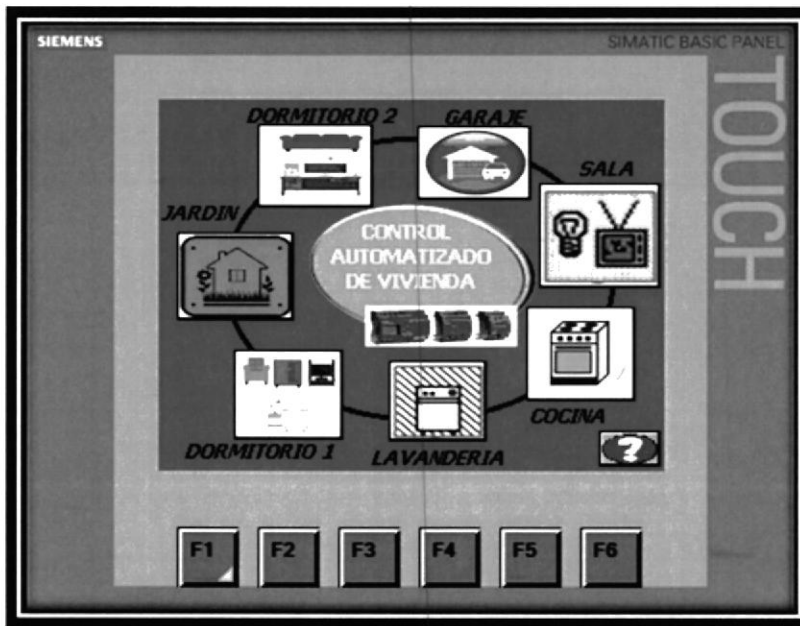 SIEMENS
SIMATIC BASIC PANEL
TOUCH
DORMITORIO 2
GARAJE
SALA
JARDIN
CONTROL
AUTOMATIZADO
DE VIVIENDA
COCINA
DORMITORIO 1
LAVANDERIA
?
F1
F2
F3
F4
F5
F6